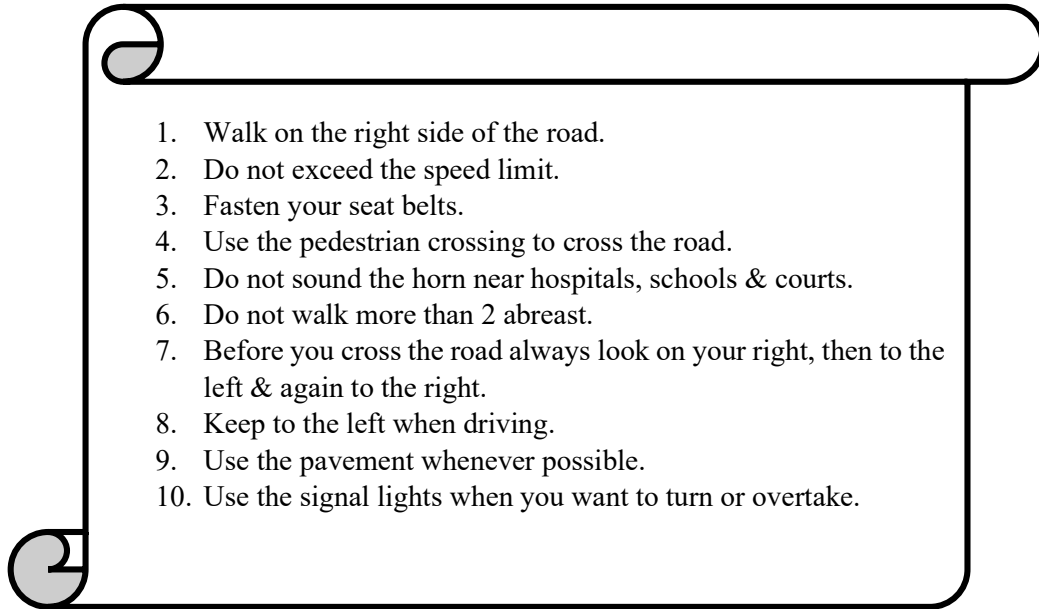 1. Walk on the right side of the road.
2. Do not exceed the speed limit.
3. Fasten your seat belts.
4. Use the pedestrian crossing to cross the road.
5. Do not sound the horn near hospitals, schools & courts.
6. Do not walk more than 2 abreast.
7. Before you cross the road always look on your right, then to the
left & again to the right.
8. Keep to the left when driving.
9. Use the pavement whenever possible.
10. Use the signal lights when you want to turn or overtake.